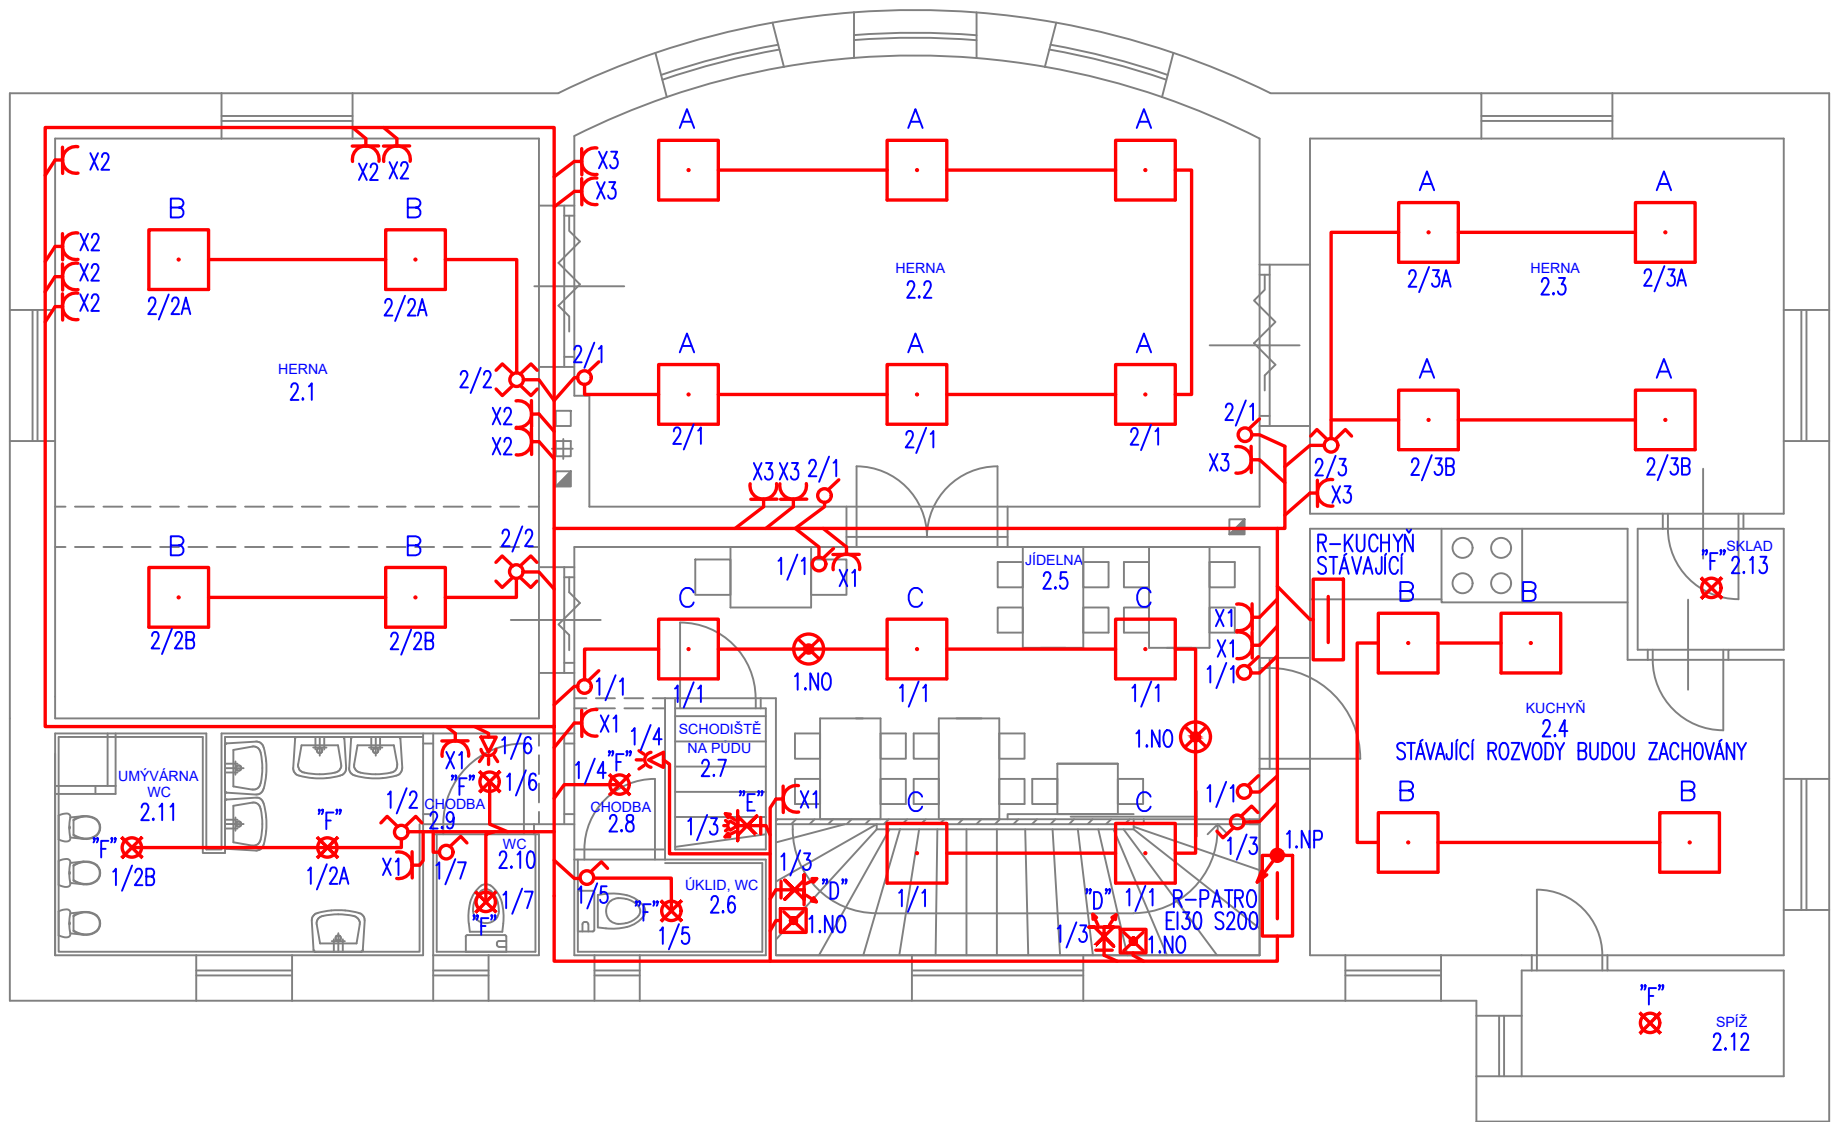 A A A
X2 X2 X2 X3 X3
A A
B B
X2 X2 X2
2/2A 2/2A
HERNA
2.2
HERNA
2.3
2/3A 2/3A
HERNA
2.1
2/2
2/1
A A A
A A
X2 X2
2/1 2/1 2/1
2/1
X3
2/3
2/3B 2/3B
X3
X3 X3 2/1
B B
2/2
1/1
X1
JÍDELNA
2.5
R-KUCHYŇ
STÁVAJÍCÍ
"F"
SKLAD
2.13
2/2B 2/2B
C C C
X1
X1
1/1
B B
1/1
1/1
1.NO
1/1 1/1
X1
1/4
SCHODIŠTĚ
NA PŮDU
2.7
1.NO
KUCHYŇ
2.4
STÁVAJÍCÍ ROZVODY BUDOU ZACHOVÁNY
X1
1/6
UMÝVÁRNA
WC
2.11
"F"
1/6
1/4
"F"
CHODBA
2.8
"E"
1/3
X1
1/1
B B
1/2
CHODBA
2.9
"F"
C C
1/3
1.NP
"F"
1/2B
1/2A
X1
1/7
WC
2.10
1/7
"F"
1/5
"F"
1/5
ÚKLID, WC
2.6
1/3
"D"
1.NO
1/1
"D"
1/3
1/1
1.NO
R-PATRO
EI30 S200
"F"
SPÍŽ
2.12